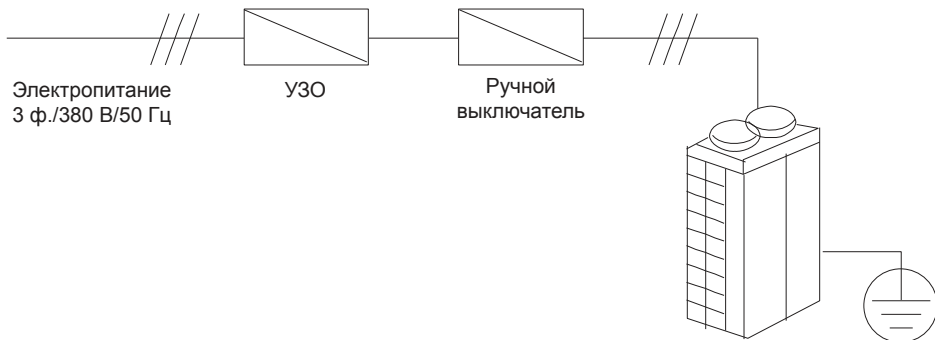 Электропитание
3 ф./380 В/50 Гц
УЗО
Ручной
выключатель